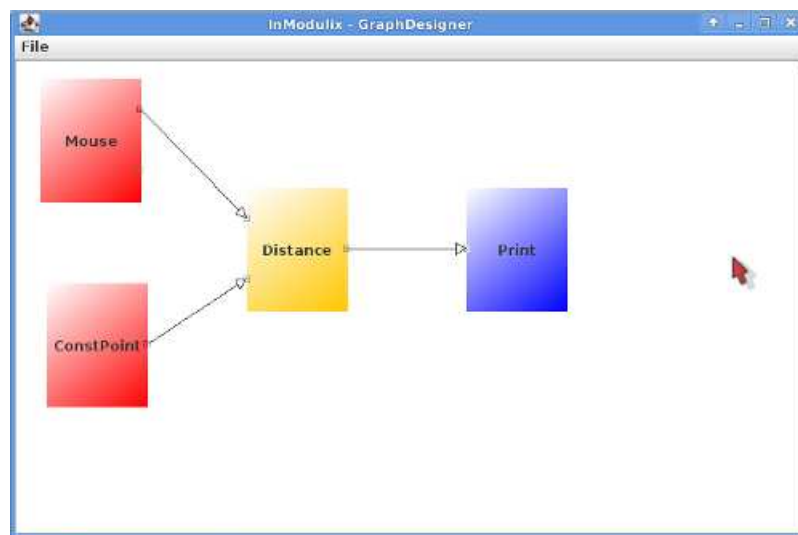 InModulix - GraphDesigner
File
Mouse
Distance
Print
ConstPoint